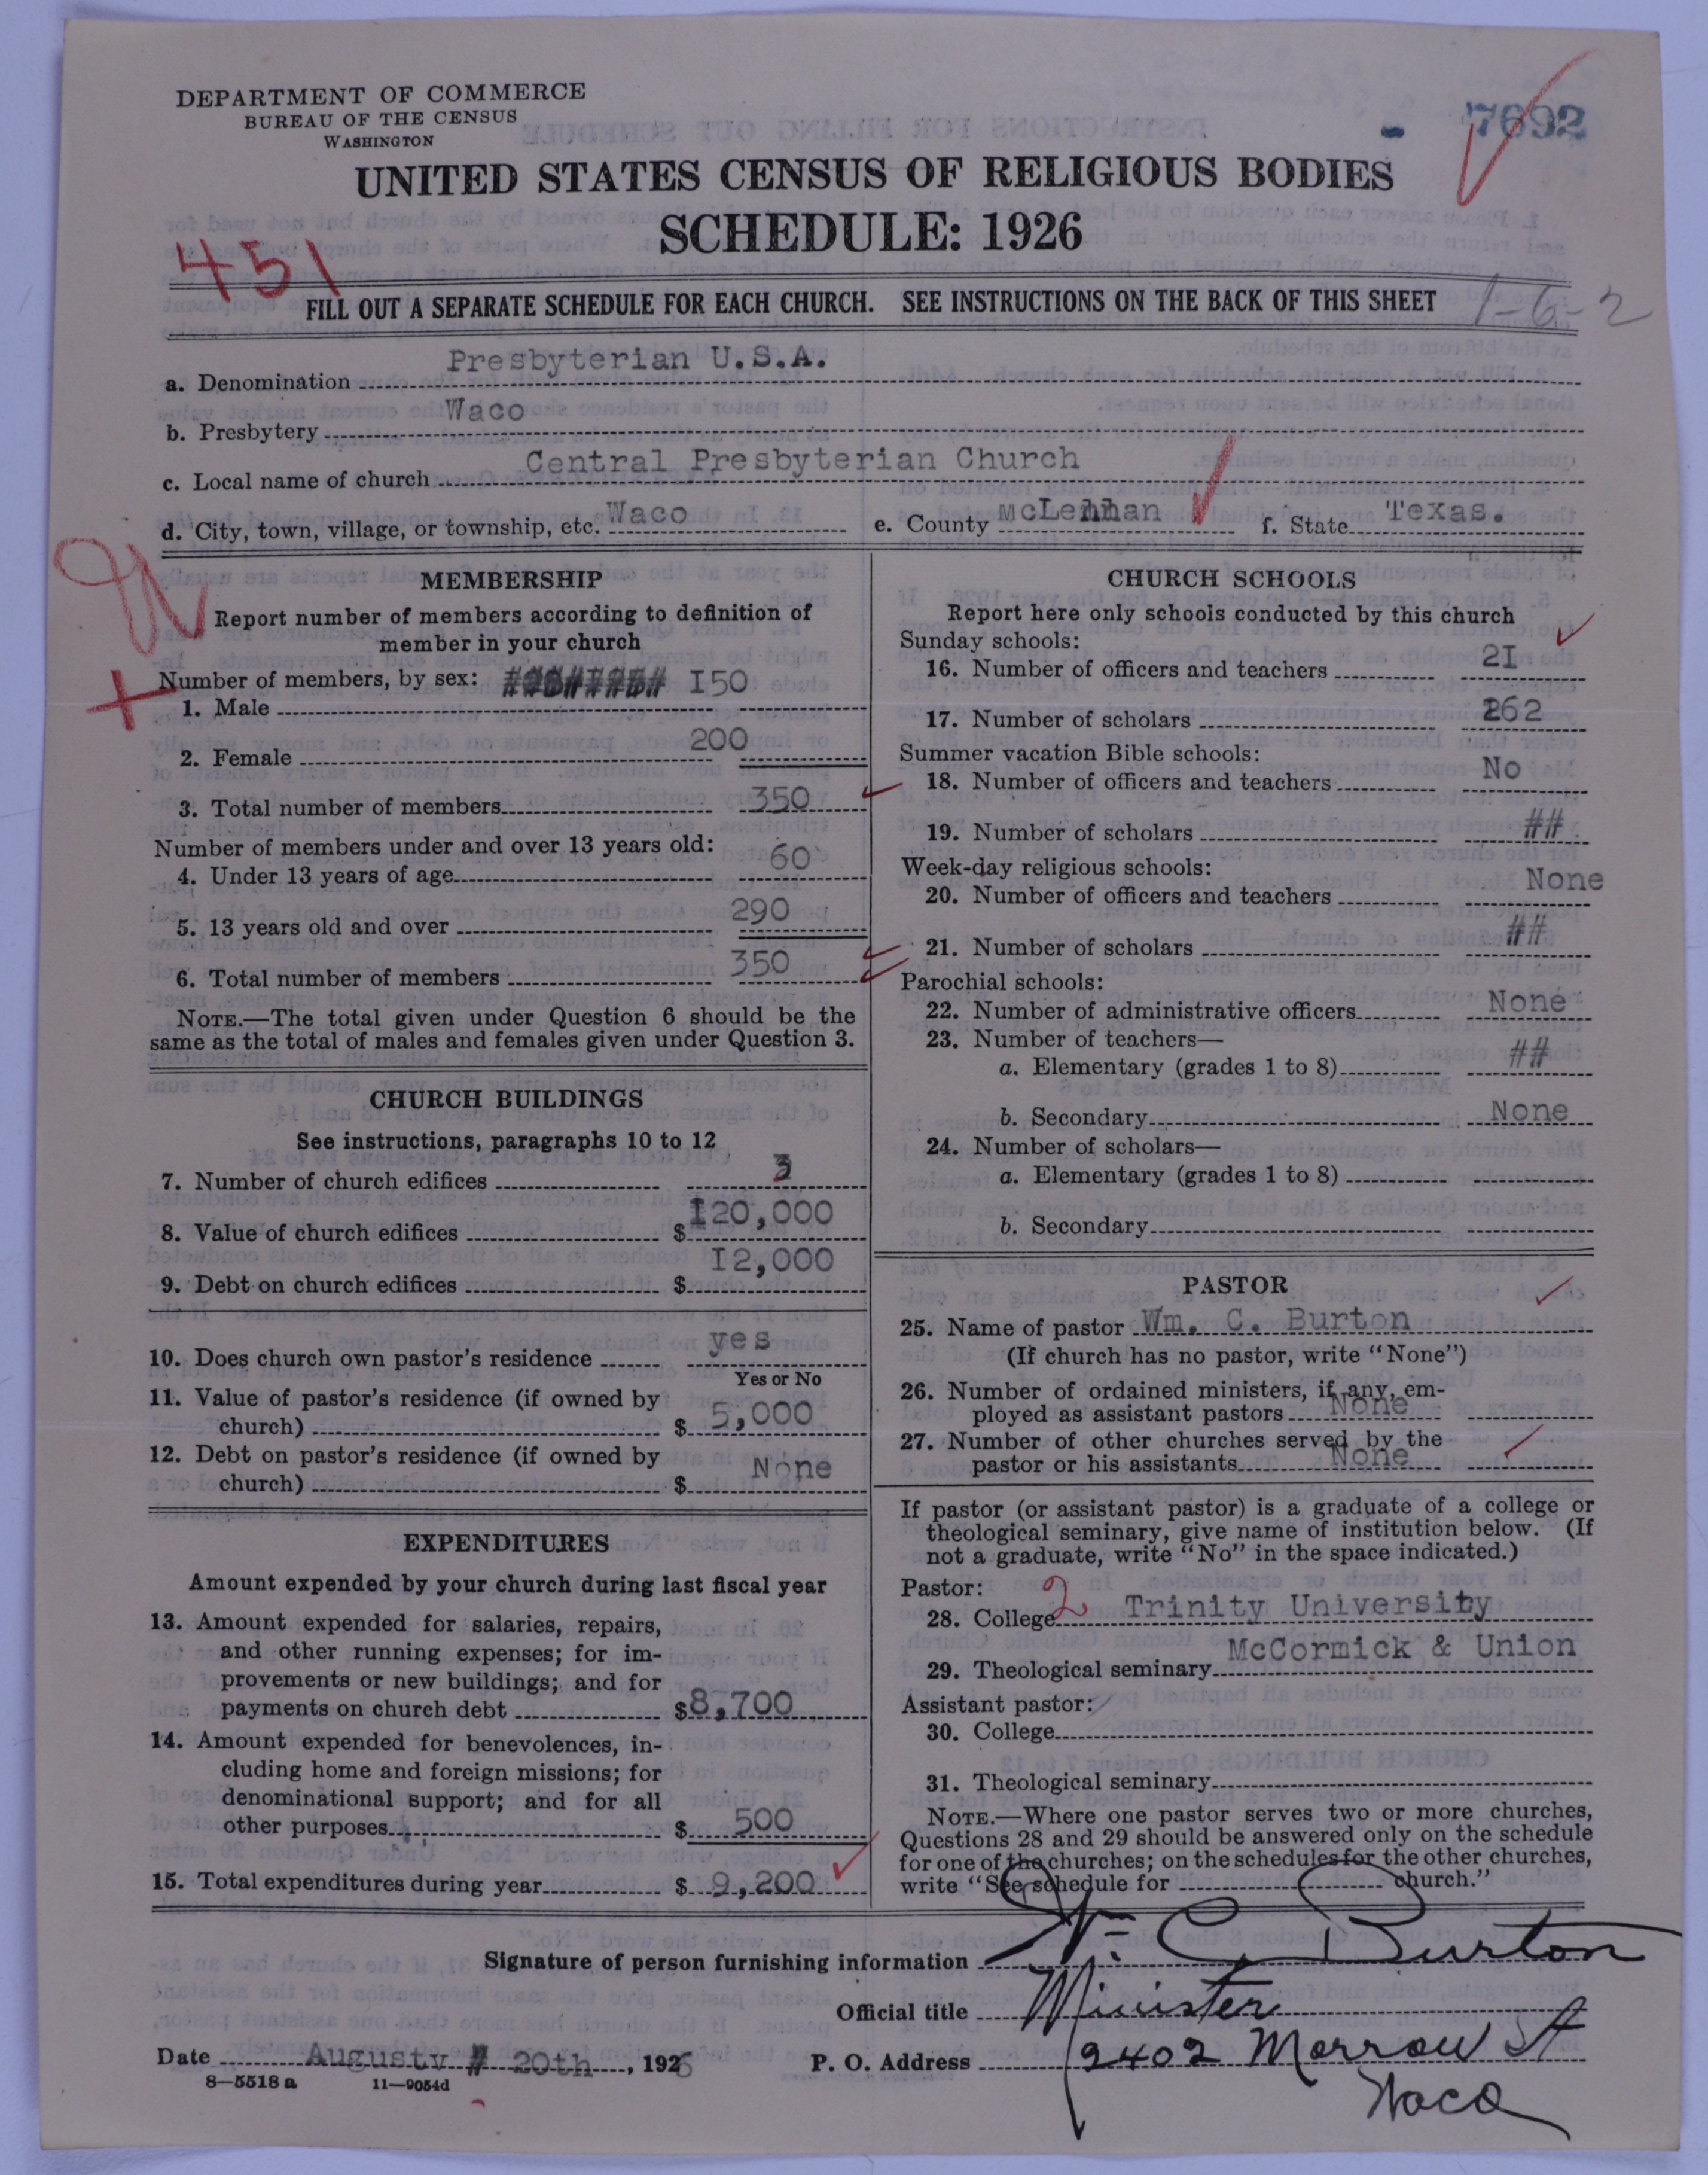 DEPARTMENT OF COMMERCE
BUREAU OF THE CENSUS
WASHINGTON
7692
UNITED STATES CENSUS OF RELIGIOUS BODIES
SCHEDULE: 1926
451
FILL OUT A SEPARATE SCHEDULE FOR EACH CHURCH. SEE INSTRUCTIONS ON THE BACK OF THIS SHEET
1-6-2
a. Denomination Presbyterian U.S.A.
b. Presbytery Waco
c. Local name of church Central Presbyterian Church
d. City, town, village, or township, etc. Waco e. County McLennan f. State Texas.
MEMBERSHIP
Report number of members according to definition of
member in your church
Number of members, by sex:
1. Male I50
2. Female 200
3. Total number of members 350
Number of members under and over 13 years old:
4. Under 13 years of age 60
5. 13 years old and over 290
6. Total number of members 350
NOTE.—The total given under Question 6 should be the
same as the total of males and females given under Question 3.
CHURCH BUILDINGS
See instructions, paragraphs 10 to 12
7. Number of church edifices 3
8. Value of church edifices $ I20,000
9. Debt on church edifices $ I2,000
10. Does church own pastor's residence yes
Yes or No
11. Value of pastor's residence (if owned by
church) $ 5,000
12. Debt on pastor's residence (if owned by
church) $ None
EXPENDITURES
Amount expended by your church during last fiscal year
13. Amount expended for salaries, repairs,
and other running expenses; for im-
provements or new buildings; and for
payments on church debt $8,700
14. Amount expended for benevolences, in-
cluding home and foreign missions; for
denominational support; and for all
other purposes $ 500
15. Total expenditures during year $ 9,200
CHURCH SCHOOLS
Report here only schools conducted by this church
Sunday schools:
16. Number of officers and teachers 2I
17. Number of scholars 262
Summer vacation Bible schools:
18. Number of officers and teachers No
19. Number of scholars ##
Week-day religious schools:
20. Number of officers and teachers None
21. Number of scholars ##
Parochial schools:
22. Number of administrative officers None
23. Number of teachers—
a. Elementary (grades 1 to 8) ##
b. Secondary None
24. Number of scholars—
a. Elementary (grades 1 to 8)
b. Secondary
PASTOR
25. Name of pastor Wm. C. Burton
(If church has no pastor, write "None")
26. Number of ordained ministers, if any, em-
ployed as assistant pastors None
27. Number of other churches served by the
pastor or his assistants None
If pastor (or assistant pastor) is a graduate of a college or
theological seminary, give name of institution below. (If
not a graduate, write "No" in the space indicated.)
Pastor:
28. College 2 Trinity University
29. Theological seminary McCormick & Union
Assistant pastor:
30. College
31. Theological seminary
NOTE.—Where one pastor serves two or more churches,
Questions 28 and 29 should be answered only on the schedule
for one of the churches; on the schedules for the other churches,
write "See schedule for church."
Signature of person furnishing information Wm. C. Burton
Official title Minister
Date Augusty # 20th, 1926 P. O. Address 2402 Morrow St
Waco
8—5518 a 11—9054d